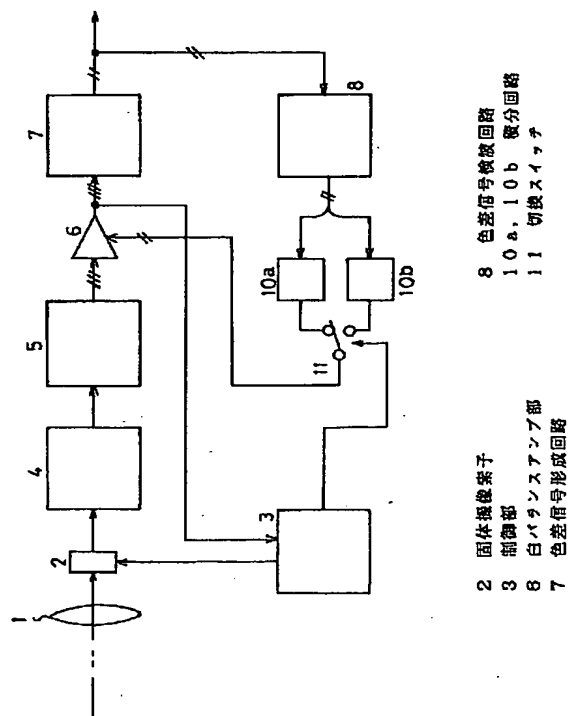 1
2
3
4
5
6
7
8
10a
10b
11
2 固体撮像素子
3 制御部
6 白バランスアンプ部
7 色差信号形成回路
8 色差信号検波回路
10a, 10b 積分回路
11 切換スイッチ